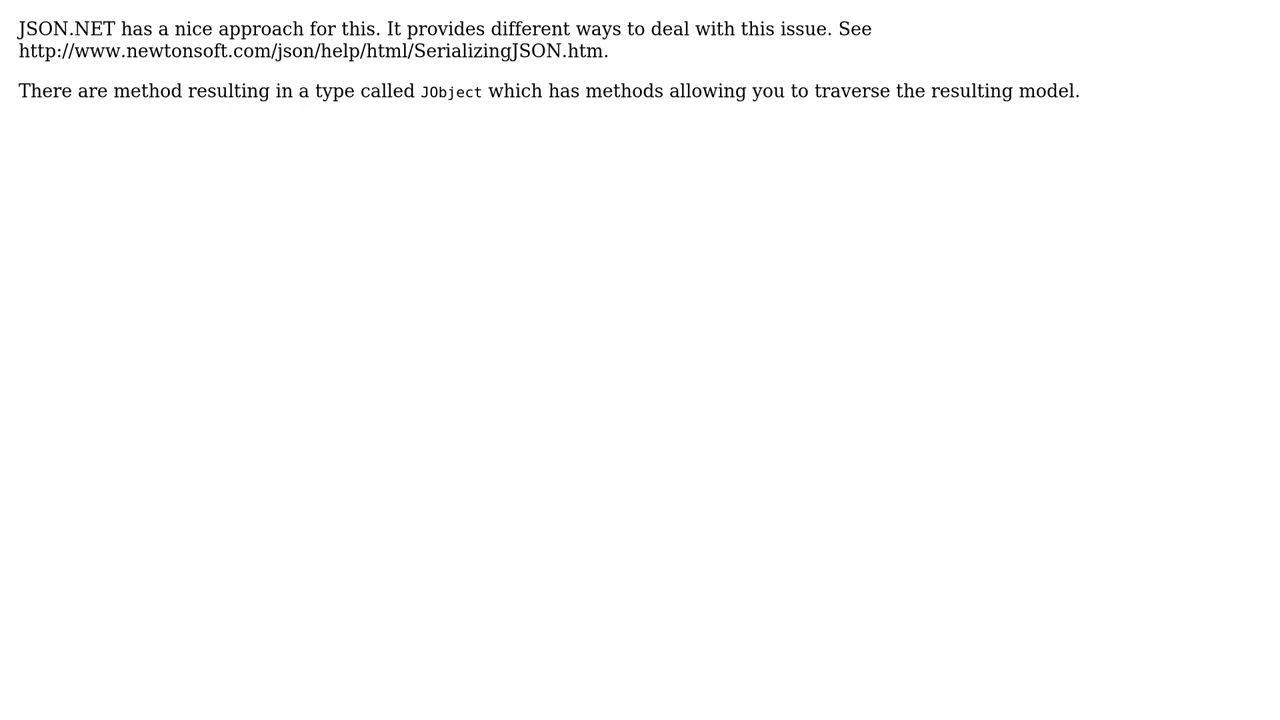 JSON.NET has a nice approach for this. It provides different ways to deal with this issue. See
http://www.newtonsoft.com/json/help/html/SerializingJSON.htm.
There are method resulting in a type called JObject which has methods allowing you to traverse the resulting model.